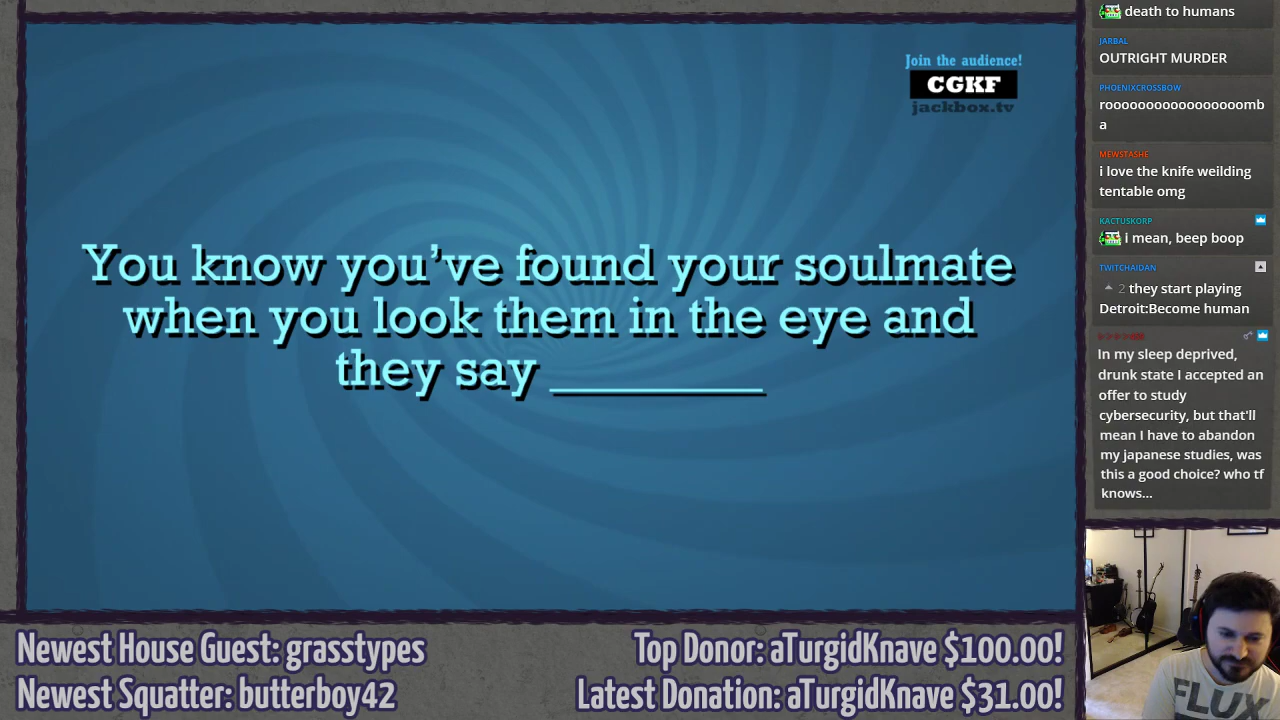 Join the audience!
CGKF
jackbox.tv
You know you've found your soulmate
when you look them in the eye and
they say __________
death to humans
JARBAL
OUTRIGHT MURDER
PHOENIXCROSSBOW
rooooooooooooooooomb
a
MEWSTASHE
i love the knife weilding
tentable omg
KACTUSKORP
i mean, beep boop
TWITCHAIDAN
2 they start playing
Detroit:Become human
In my sleep deprived,
drunk state I accepted an
offer to study
cybersecurity, but that'll
mean I have to abandon
my japanese studies, was
this a good choice? who tf
knows...
FLUX
Newest House Guest: grasstypes
Newest Squatter: butterboy42
Top Donor: aTurgidKnave $100.00!
Latest Donation: aTurgidKnave $31.00!